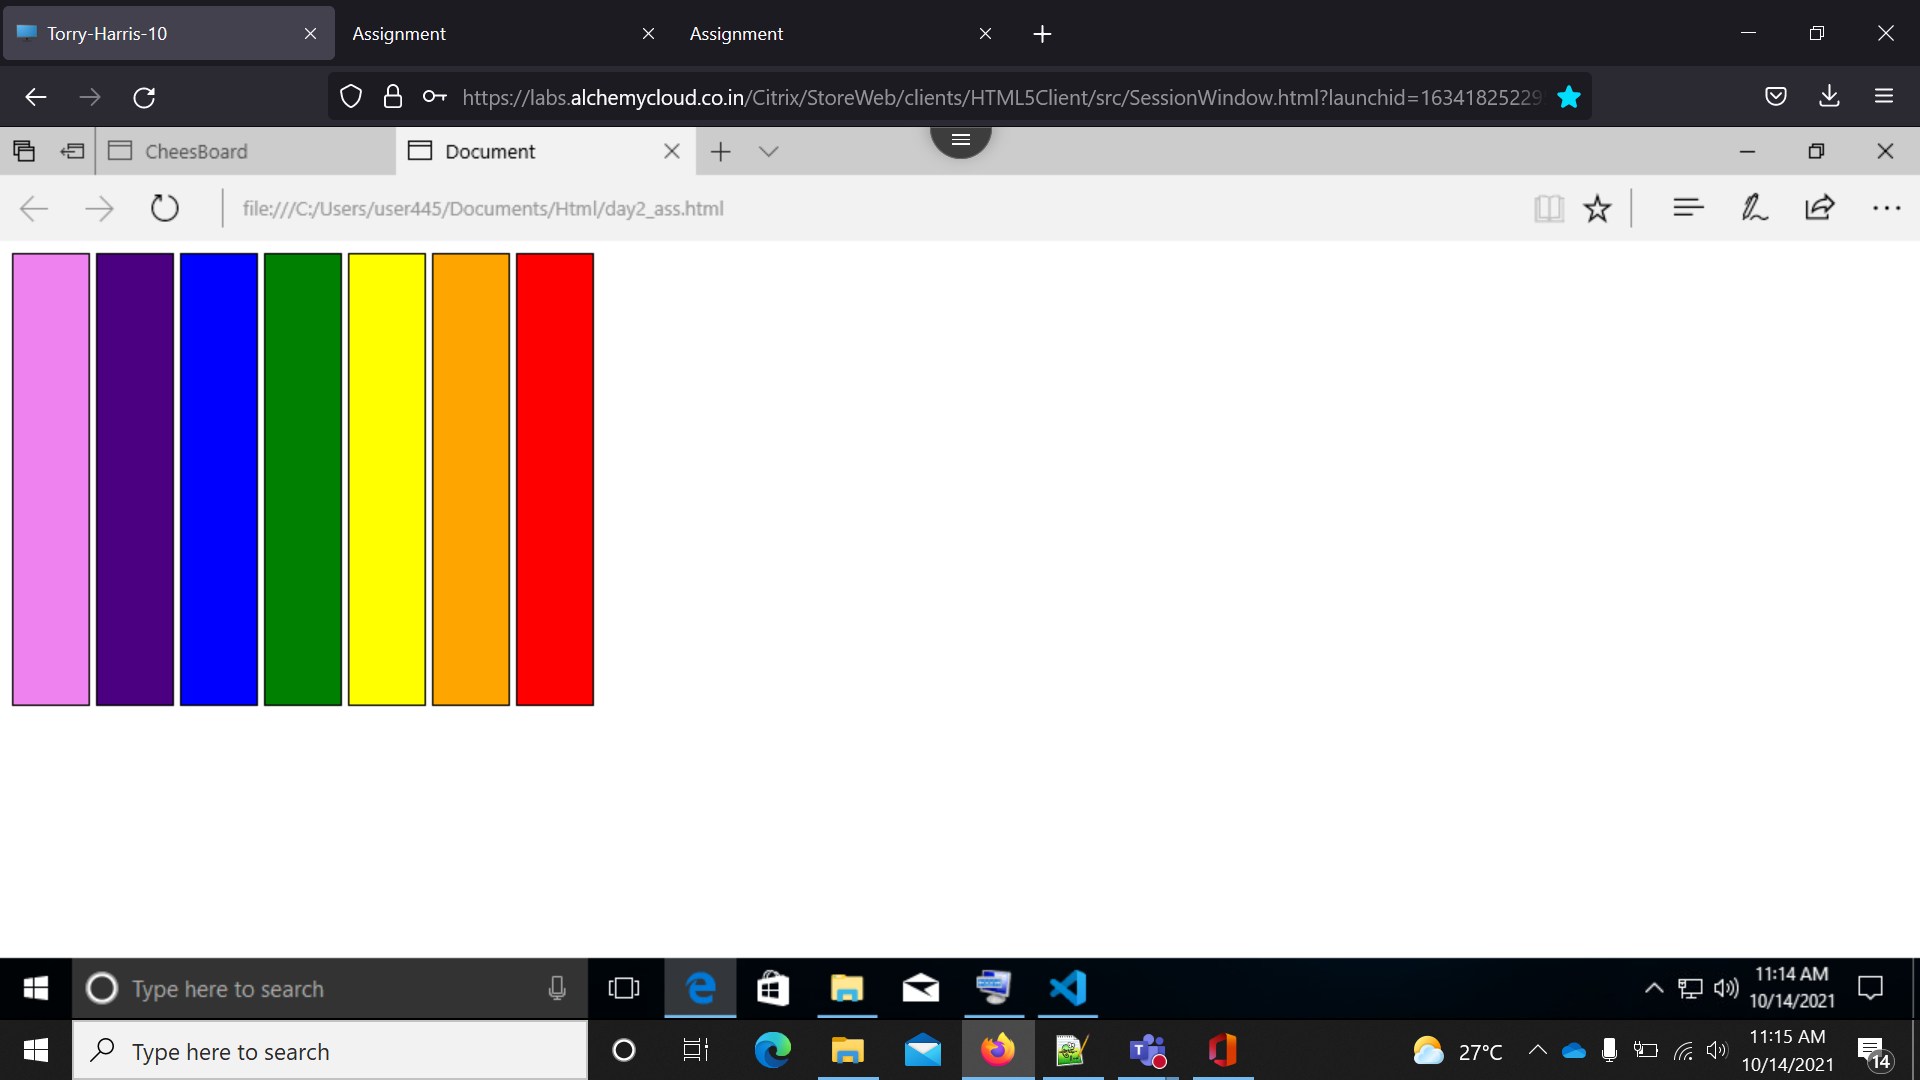 Torry-Harris-10
Assignment
Assignment
https://labs.alchemycloud.co.in/Citrix/StoreWeb/clients/HTML5Client/src/SessionWindow.html?launchid=163418252229
CheesBoard
Document
file:///C:/Users/user445/Documents/Html/day2_ass.html
Type here to search
11:14 AM
10/14/2021
Type here to search
27°C
11:15 AM
10/14/2021
14